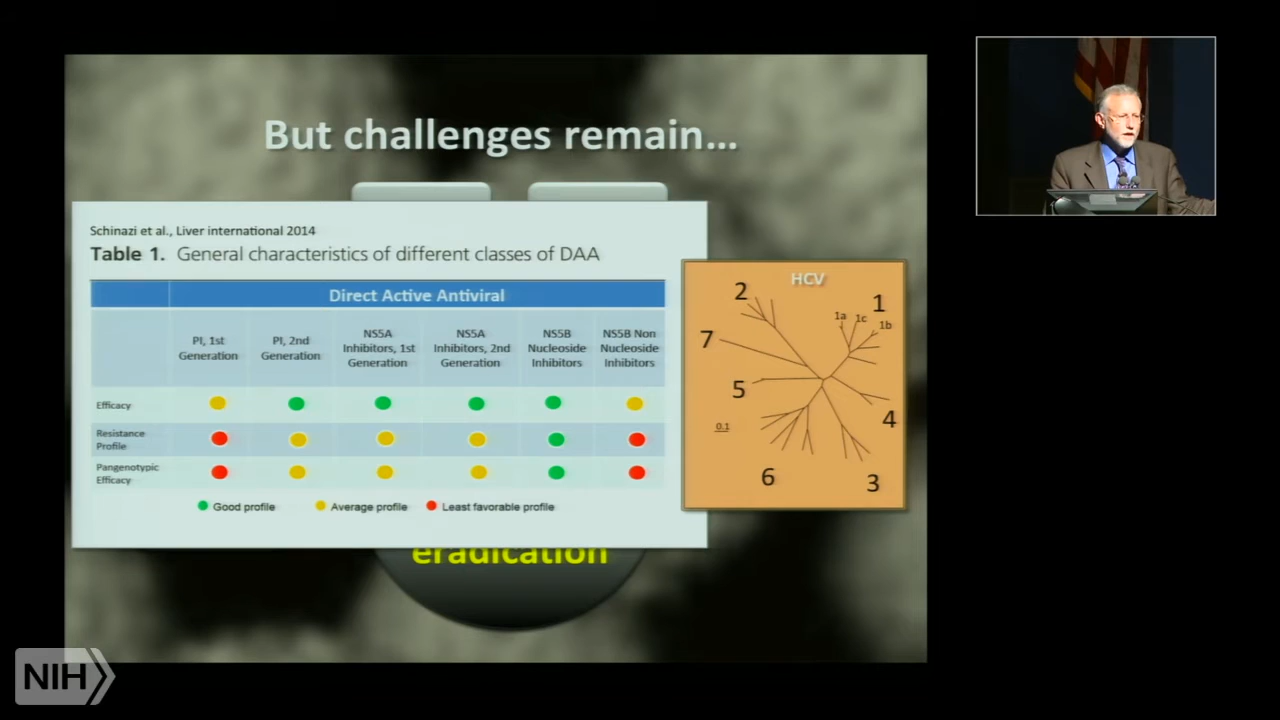 But challenges remain...
Schinazi et al., Liver international 2014
Table 1. General characteristics of different classes of DAA
Direct Active Antiviral
PI, 1st Generation
PI, 2nd Generation
NS5A Inhibitors, 1st Generation
NS5A Inhibitors, 2nd Generation
NS5B Nucleoside Inhibitors
NS5B Non Nucleoside Inhibitors
Efficacy
Resistance Profile
Pangenotypic Efficacy
Good profile
Average profile
Least favorable profile
HCV
2
1
1a
1c
1b
7
5
4
0.1
6
3
eradication
NIH